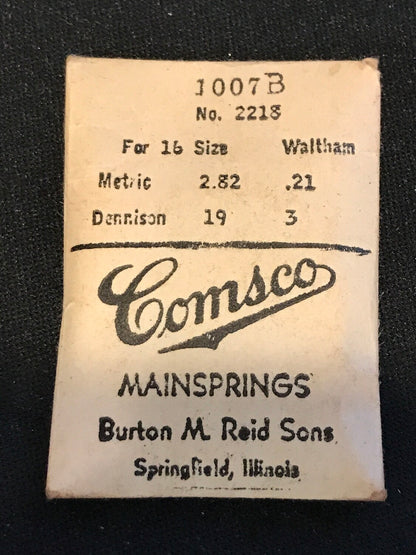 1007B
No. 2218
For 16 Size Waltham
Metric 2.82 .21
Dennison 19 3
Comsco
MAINSPRINGS
Burton M. Reid Sons
Springfield, Illinois